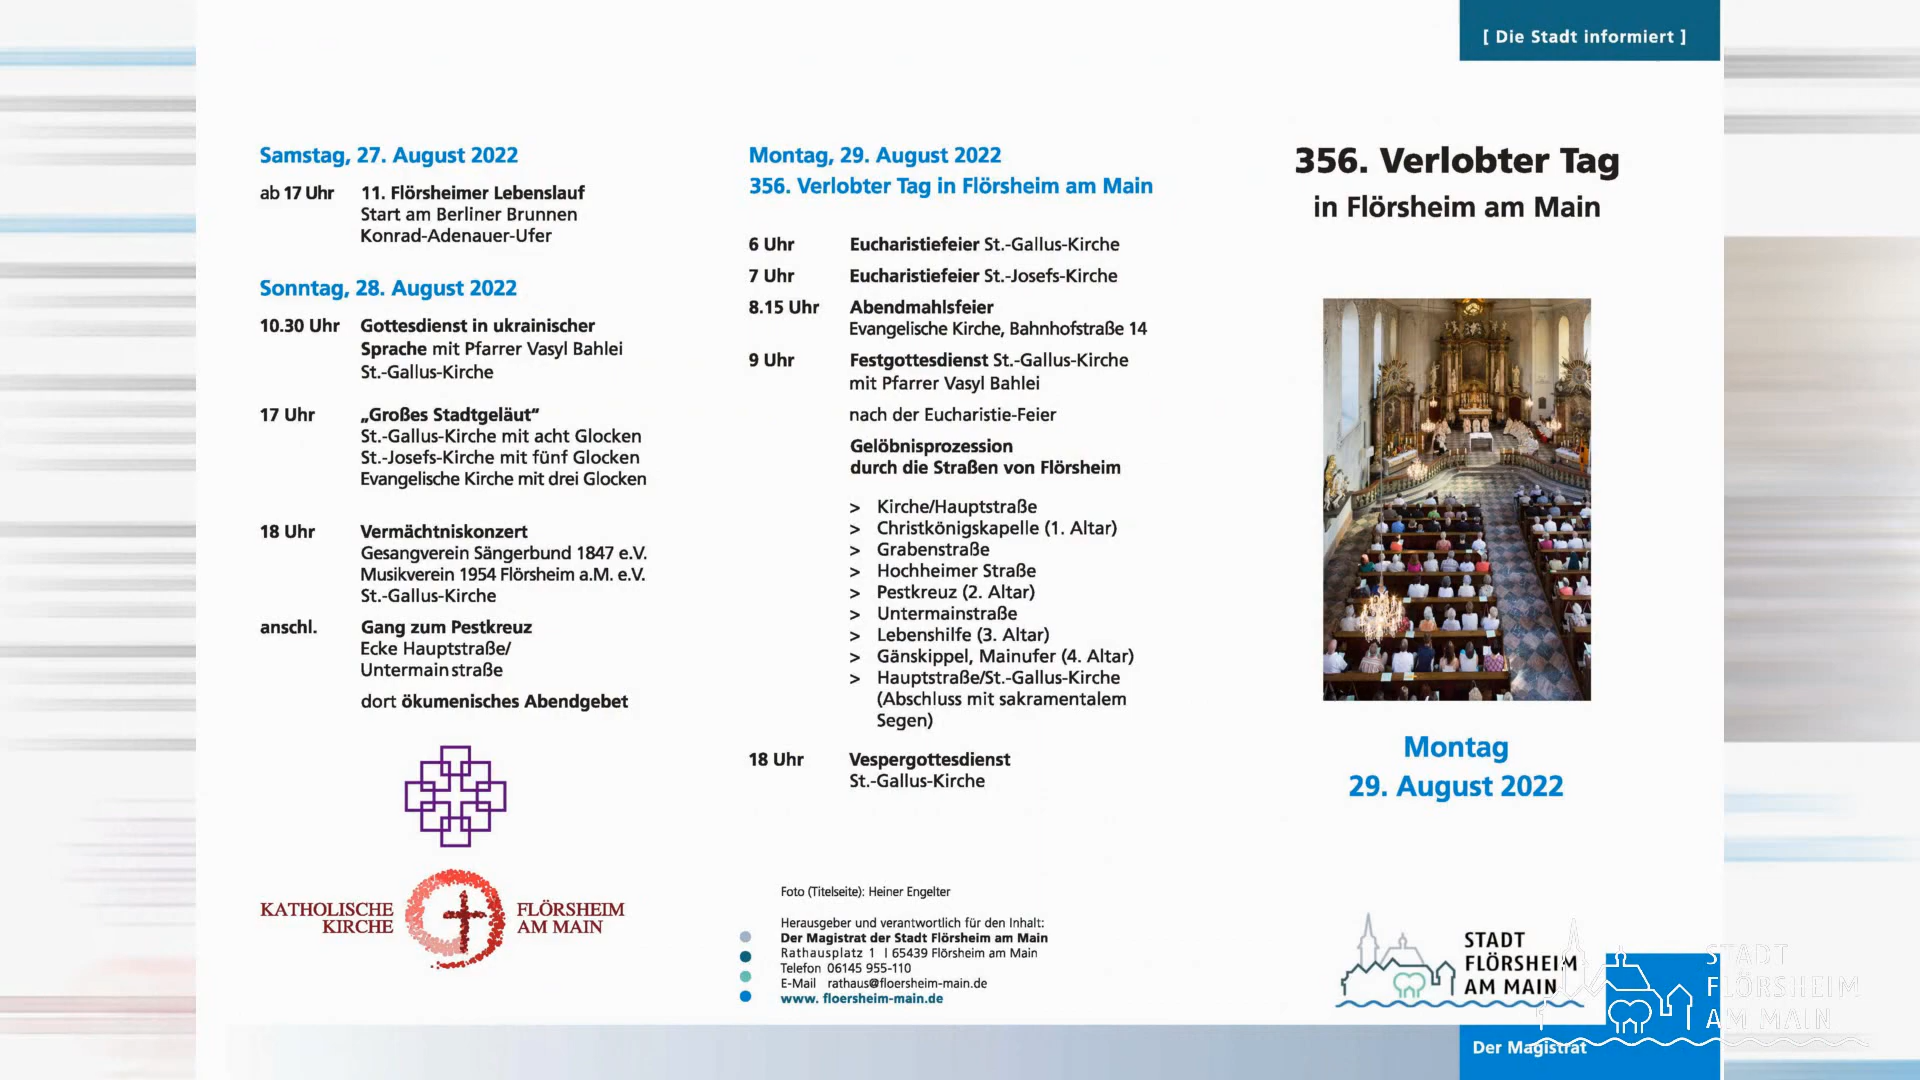 [ Die Stadt informiert ]
Samstag, 27. August 2022
ab 17 Uhr 11. Flörsheimer Lebenslauf
Start am Berliner Brunnen
Konrad-Adenauer-Ufer
Sonntag, 28. August 2022
10.30 Uhr Gottesdienst in ukrainischer
Sprache mit Pfarrer Vasyl Bahlei
St.-Gallus-Kirche
17 Uhr „Großes Stadtgeläut“
St.-Gallus-Kirche mit acht Glocken
St.-Josefs-Kirche mit fünf Glocken
Evangelische Kirche mit drei Glocken
18 Uhr Vermächtniskonzert
Gesangverein Sängerbund 1847 e.V.
Musikverein 1954 Flörsheim a.M. e.V.
St.-Gallus-Kirche
anschl. Gang zum Pestkreuz
Ecke Hauptstraße/
Untermainstraße
dort ökumenisches Abendgebet
KATHOLISCHE
KIRCHE
FLÖRSHEIM
AM MAIN
Montag, 29. August 2022
356. Verlobter Tag in Flörsheim am Main
6 Uhr Eucharistiefeier St.-Gallus-Kirche
7 Uhr Eucharistiefeier St.-Josefs-Kirche
8.15 Uhr Abendmahlsfeier
Evangelische Kirche, Bahnhofstraße 14
9 Uhr Festgottesdienst St.-Gallus-Kirche
mit Pfarrer Vasyl Bahlei
nach der Eucharistie-Feier
Gelöbnisprozession
durch die Straßen von Flörsheim
> Kirche/Hauptstraße
> Christkönigskapelle (1. Altar)
> Grabenstraße
> Hochheimer Straße
> Pestkreuz (2. Altar)
> Untermainstraße
> Lebenshilfe (3. Altar)
> Gänskippel, Mainufer (4. Altar)
> Hauptstraße/St.-Gallus-Kirche
(Abschluss mit sakramentalem
Segen)
18 Uhr Vespergottesdienst
St.-Gallus-Kirche
Foto (Titelseite): Heiner Engelter
Herausgeber und verantwortlich für den Inhalt:
Der Magistrat der Stadt Flörsheim am Main
Rathausplatz 1 | 65439 Flörsheim am Main
Telefon 06145 955-110
E-Mail rathaus@floersheim-main.de
www. floersheim-main.de
356. Verlobter Tag
in Flörsheim am Main
Montag
29. August 2022
STADT
FLÖRSHEIM
AM MAIN
STADT
FLÖRSHEIM
AM MAIN
Der Magistrat